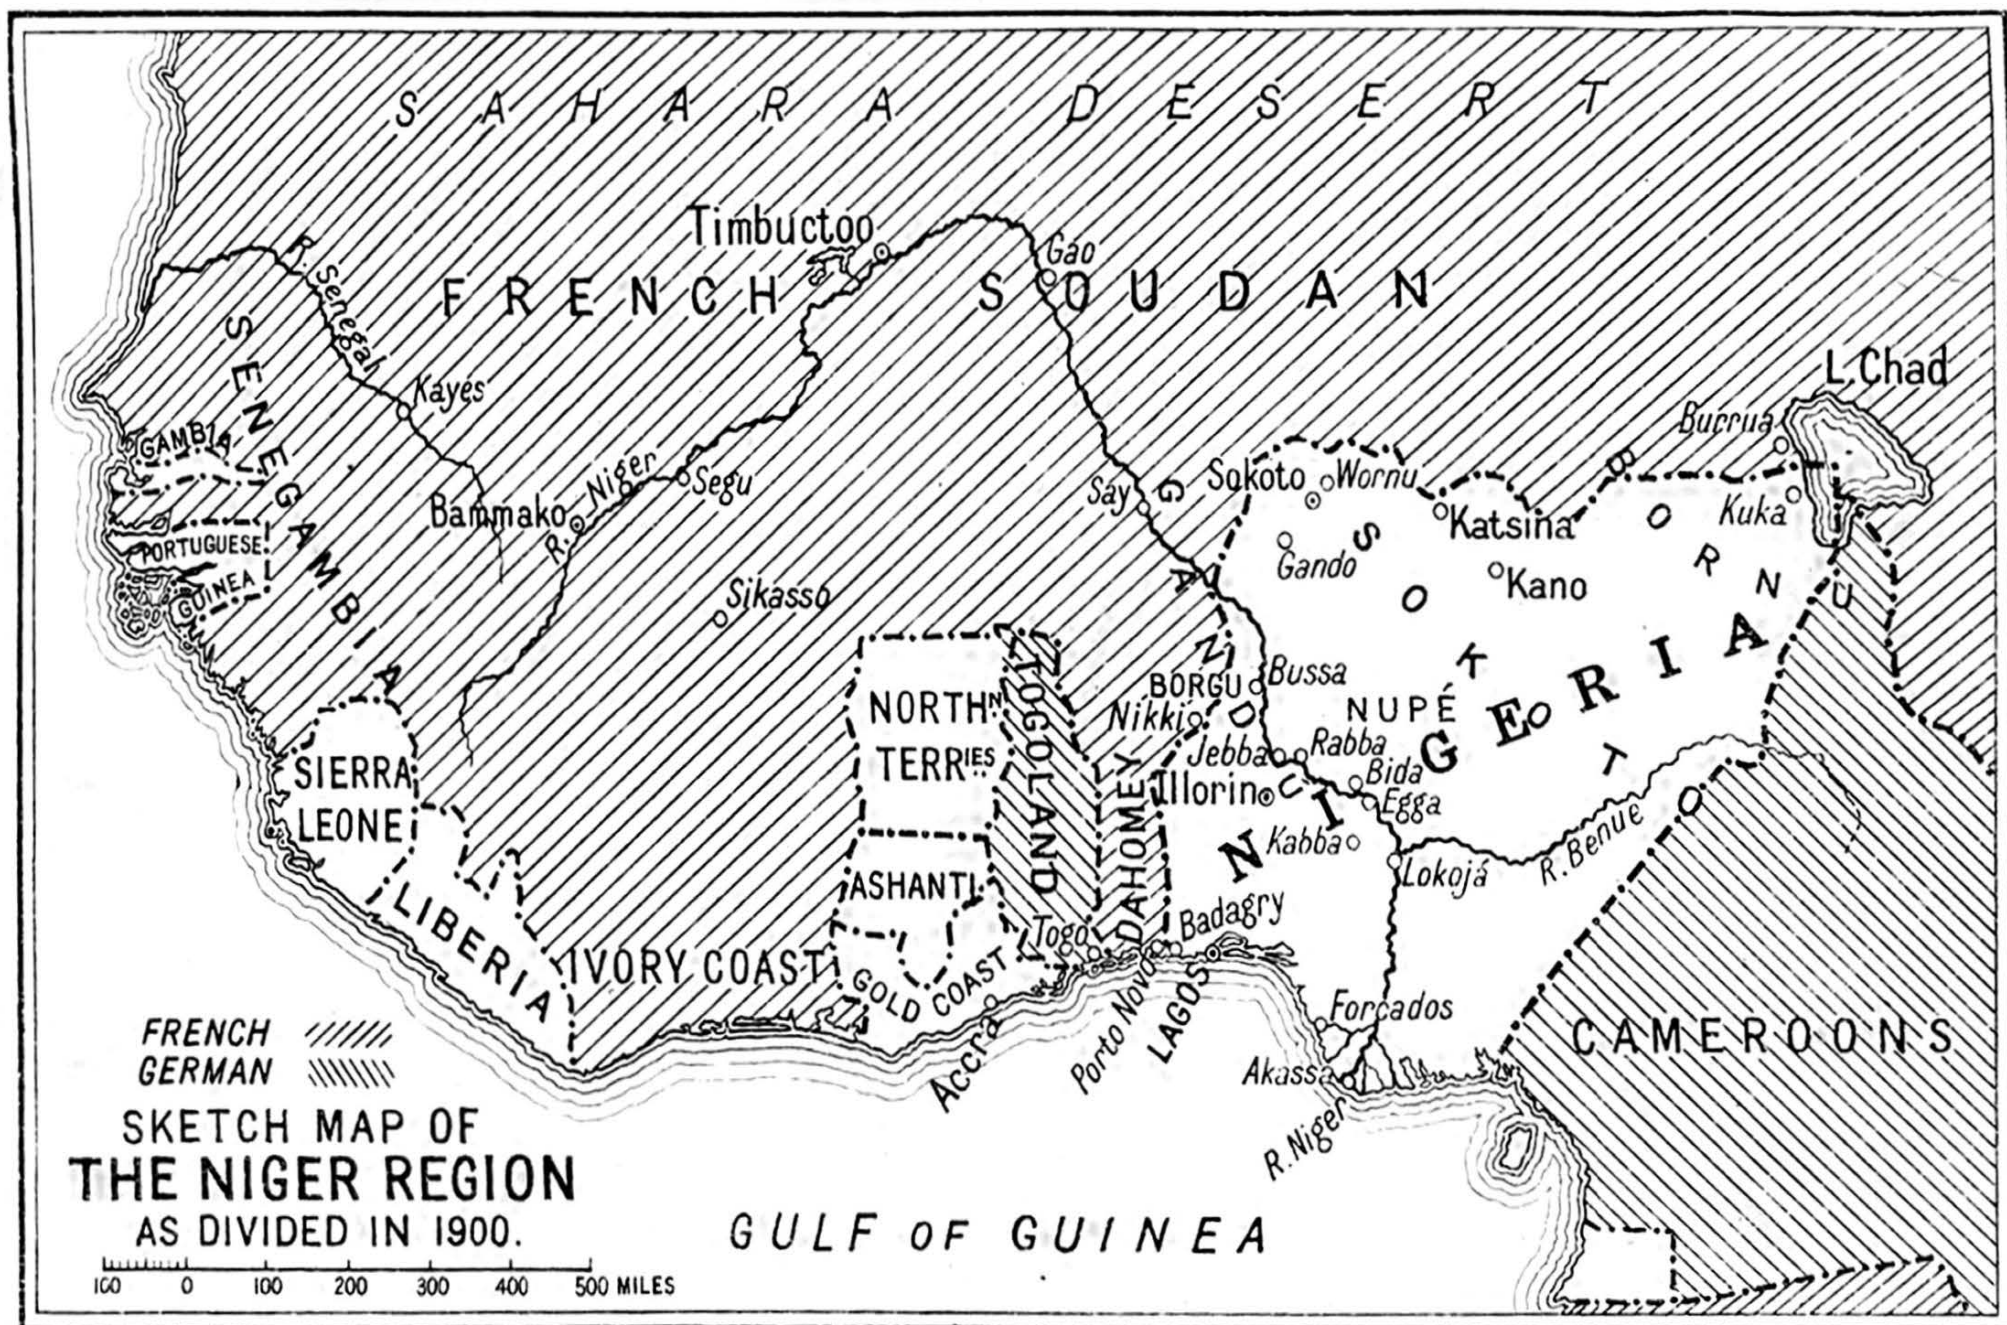 SAHARA DESERT
Timbuctoo
Gao
R. Senegal
FRENCH SOUDAN
SENEGAMBIA
L. Chad
Kayes
Burrua
GAMBIA
R. Niger
Segu
Say
Sokoto
Wornu
BORNU
Kuka
Bammako
Katsina
PORTUGUESE
GUINEA
Gando
Kano
SOKOTO
GANDU
Sikasso
NORTHN
TERRIES
TOGOLAND
BORGU
Bussa
Nikki
NUPÉ
NIGERIA
Jebba
Rabba
SIERRA
LEONE
DAHOMEY
Illorin
Bida
Egga
Kabba
ASHANTI
Lokoja
R. Benue
LIBERIA
Togo
Badagry
IVORY COAST
GOLD COAST
Accra
Porto Novo
LAGOS
Forcados
CAMEROONS
Akassa
R. Niger
FRENCH
GERMAN
SKETCH MAP OF
THE NIGER REGION
AS DIVIDED IN 1900.
GULF OF GUINEA
100 0 100 200 300 400 500 MILES